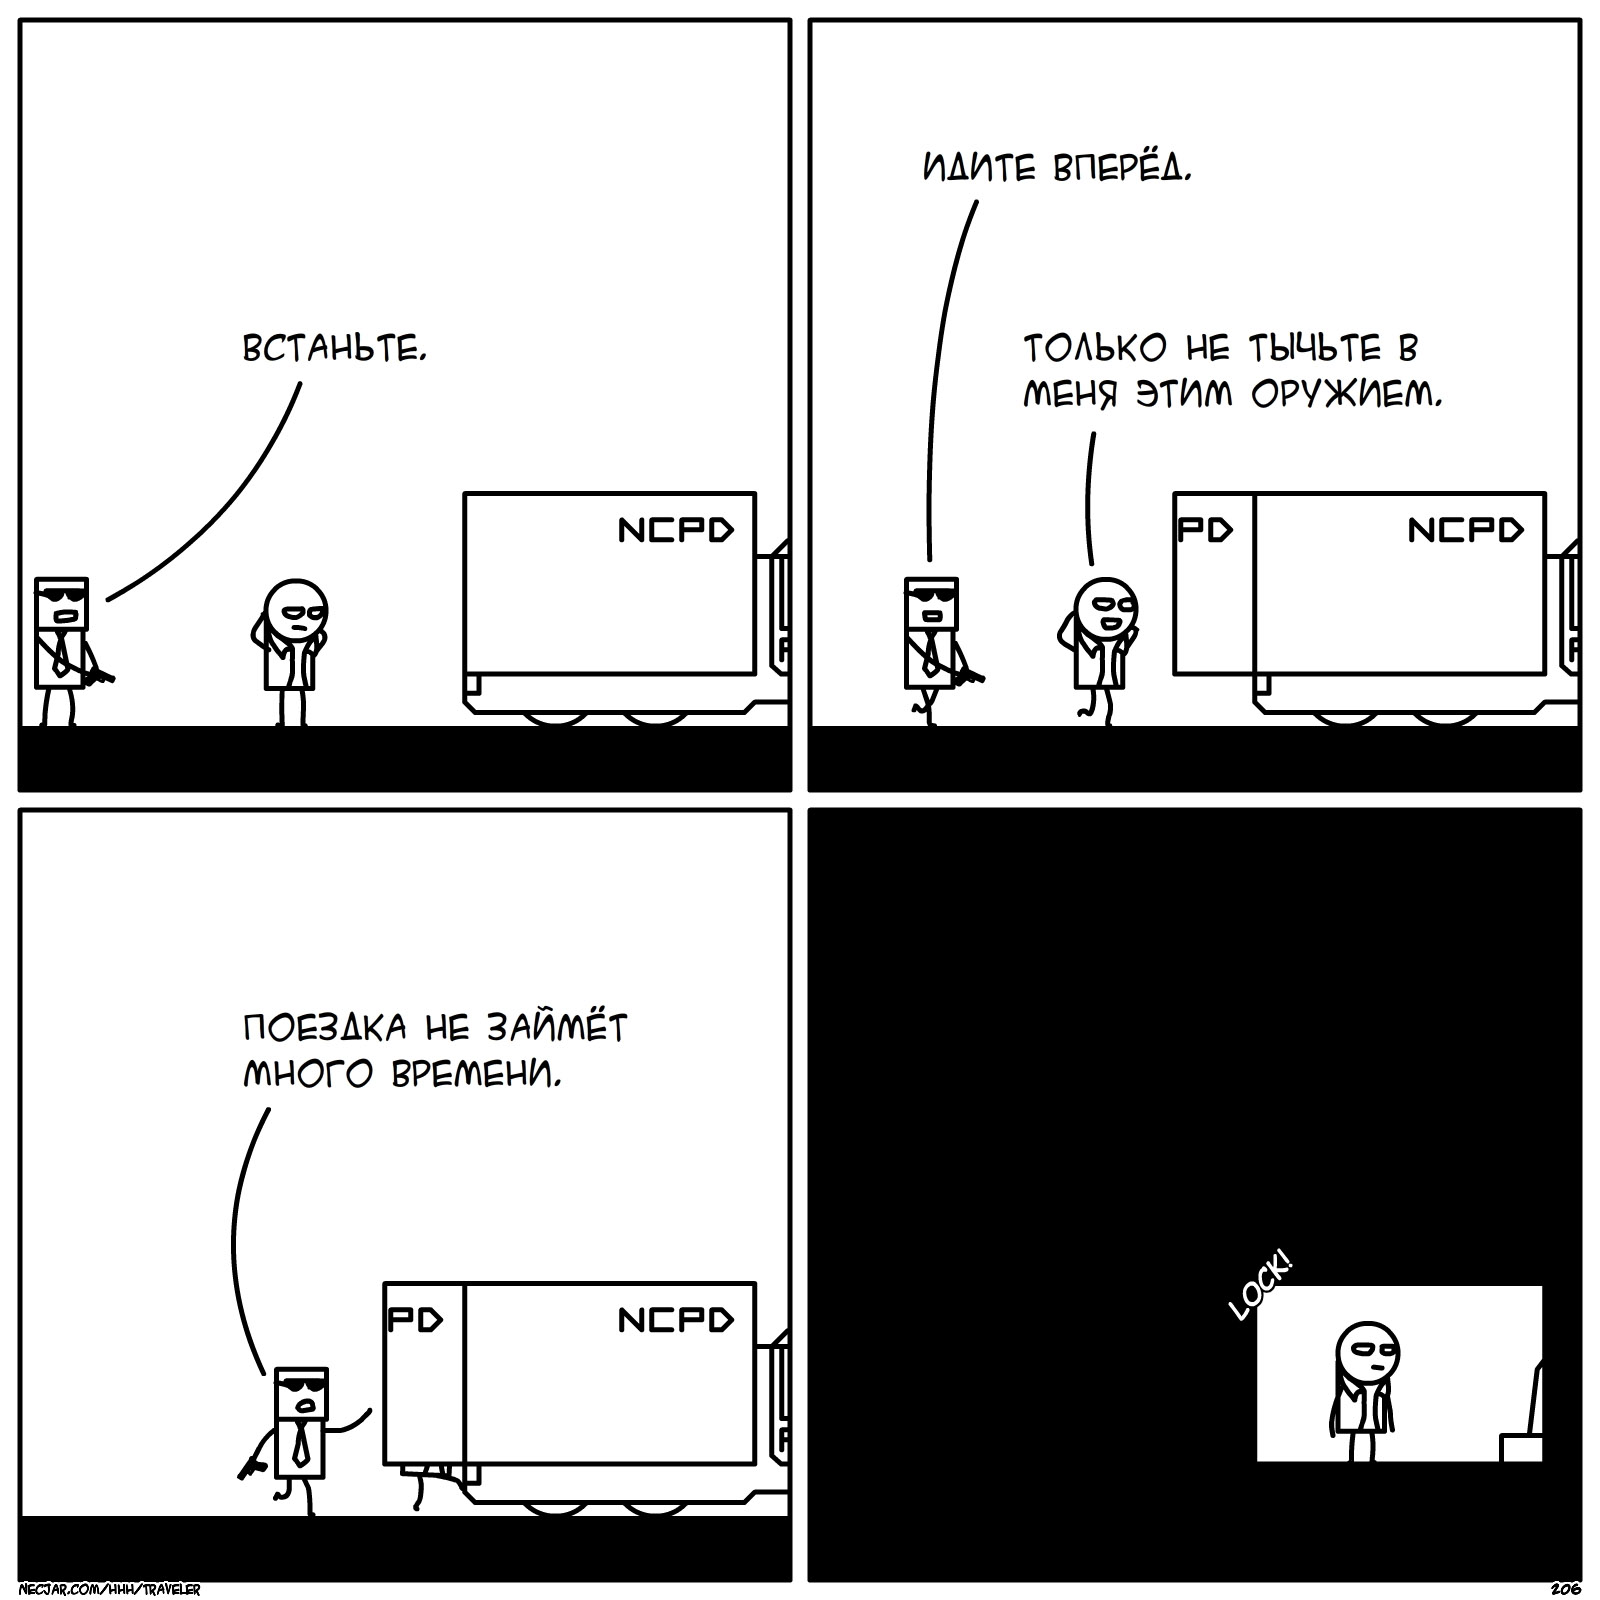 ВСТАНЬТЕ.
NCPD
ИДИТЕ ВПЕРЁД.
ТОЛЬКО НЕ ТЫЧЬТЕ В
МЕНЯ ЭТИМ ОРУЖИЕМ.
PD
NCPD
ПОЕЗДКА НЕ ЗАЙМЁТ
МНОГО ВРЕМЕНИ.
PD
NCPD
LOCK!
NECJAR.COM/HHH/TRAVELER
206